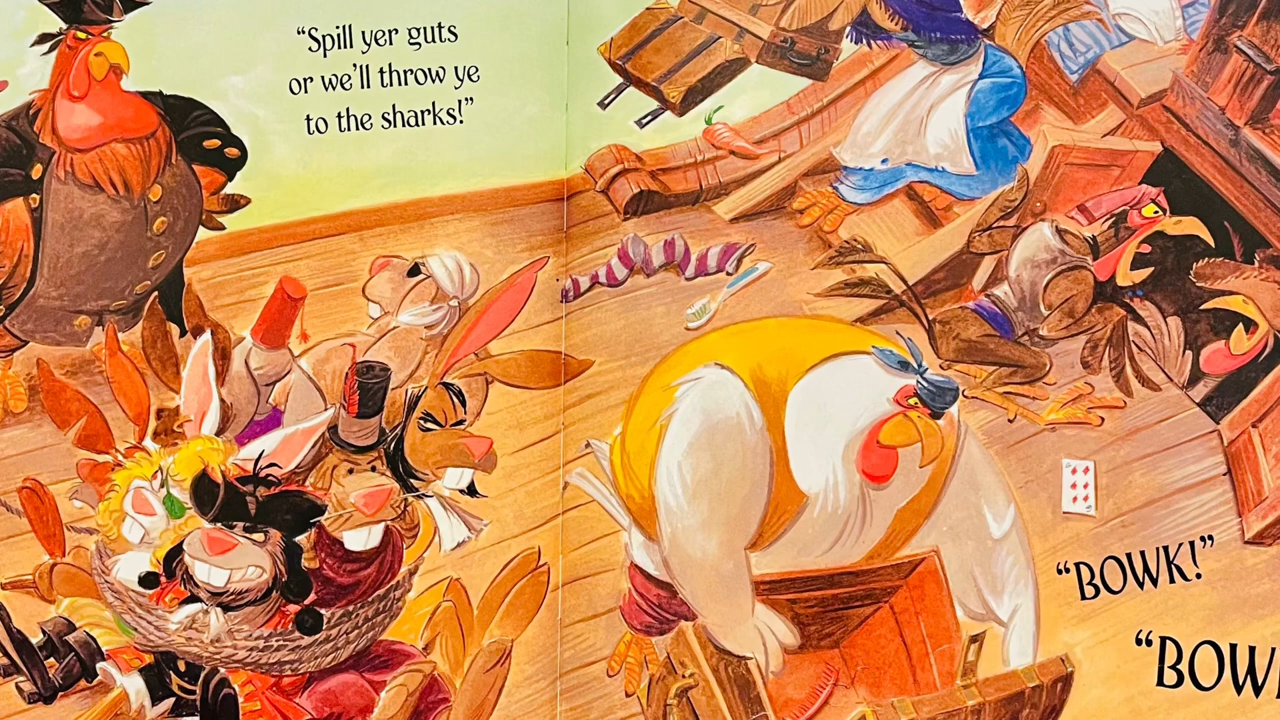 “Spill yer guts
or we’ll throw ye
to the sharks!”
“BOWK!”